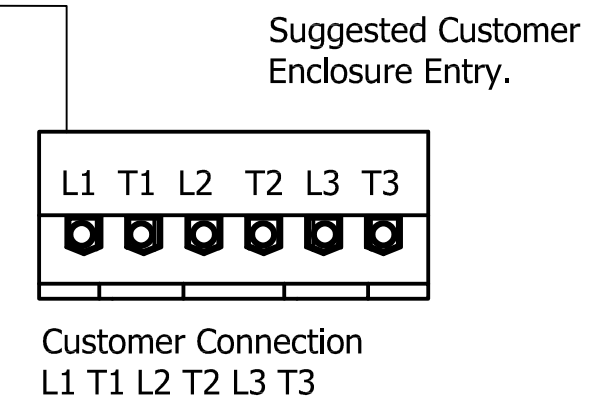 Suggested Customer
Enclosure Entry.
L1 T1 L2 T2 L3 T3
Customer Connection
L1 T1 L2 T2 L3 T3